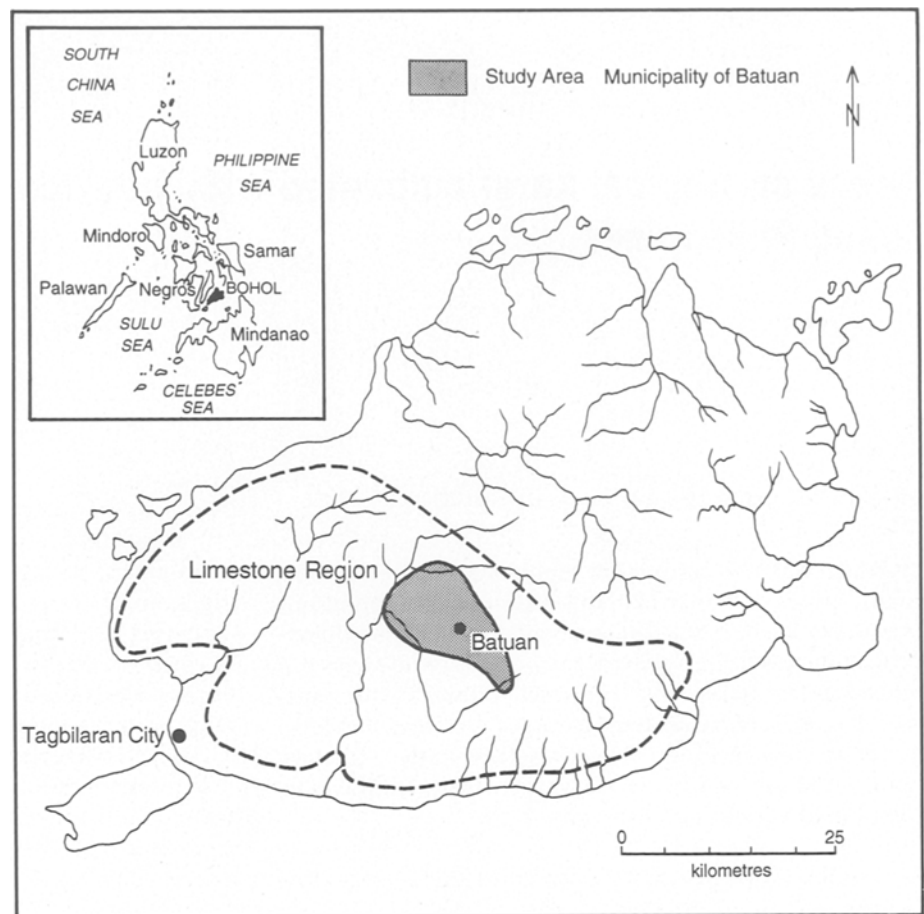 SOUTH
CHINA
SEA
Luzon
PHILIPPINE
SEA
Mindoro
Samar
Palawan
Negros
BOHOL
SULU
SEA
Mindanao
CELEBES
SEA
Study Area Municipality of Batuan
N
Limestone Region
Batuan
Tagbilaran City
0 25
kilometres